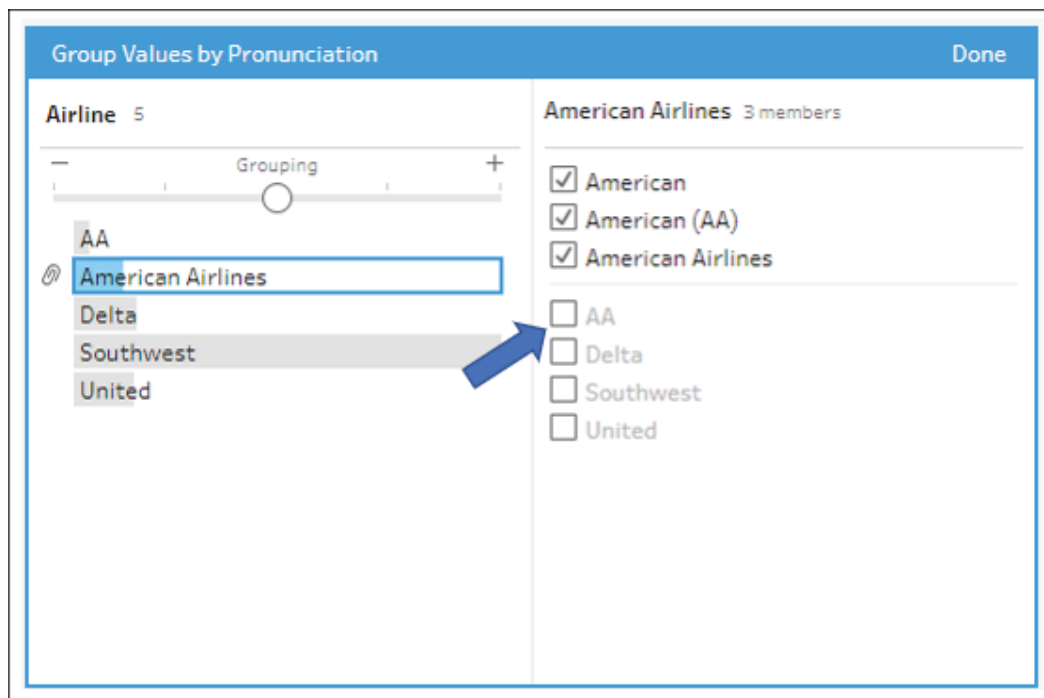 Group Values by Pronunciation Done
Airline 5
− Grouping +
AA
American Airlines
Delta
Southwest
United
American Airlines 3 members
American
American (AA)
American Airlines
AA
Delta
Southwest
United